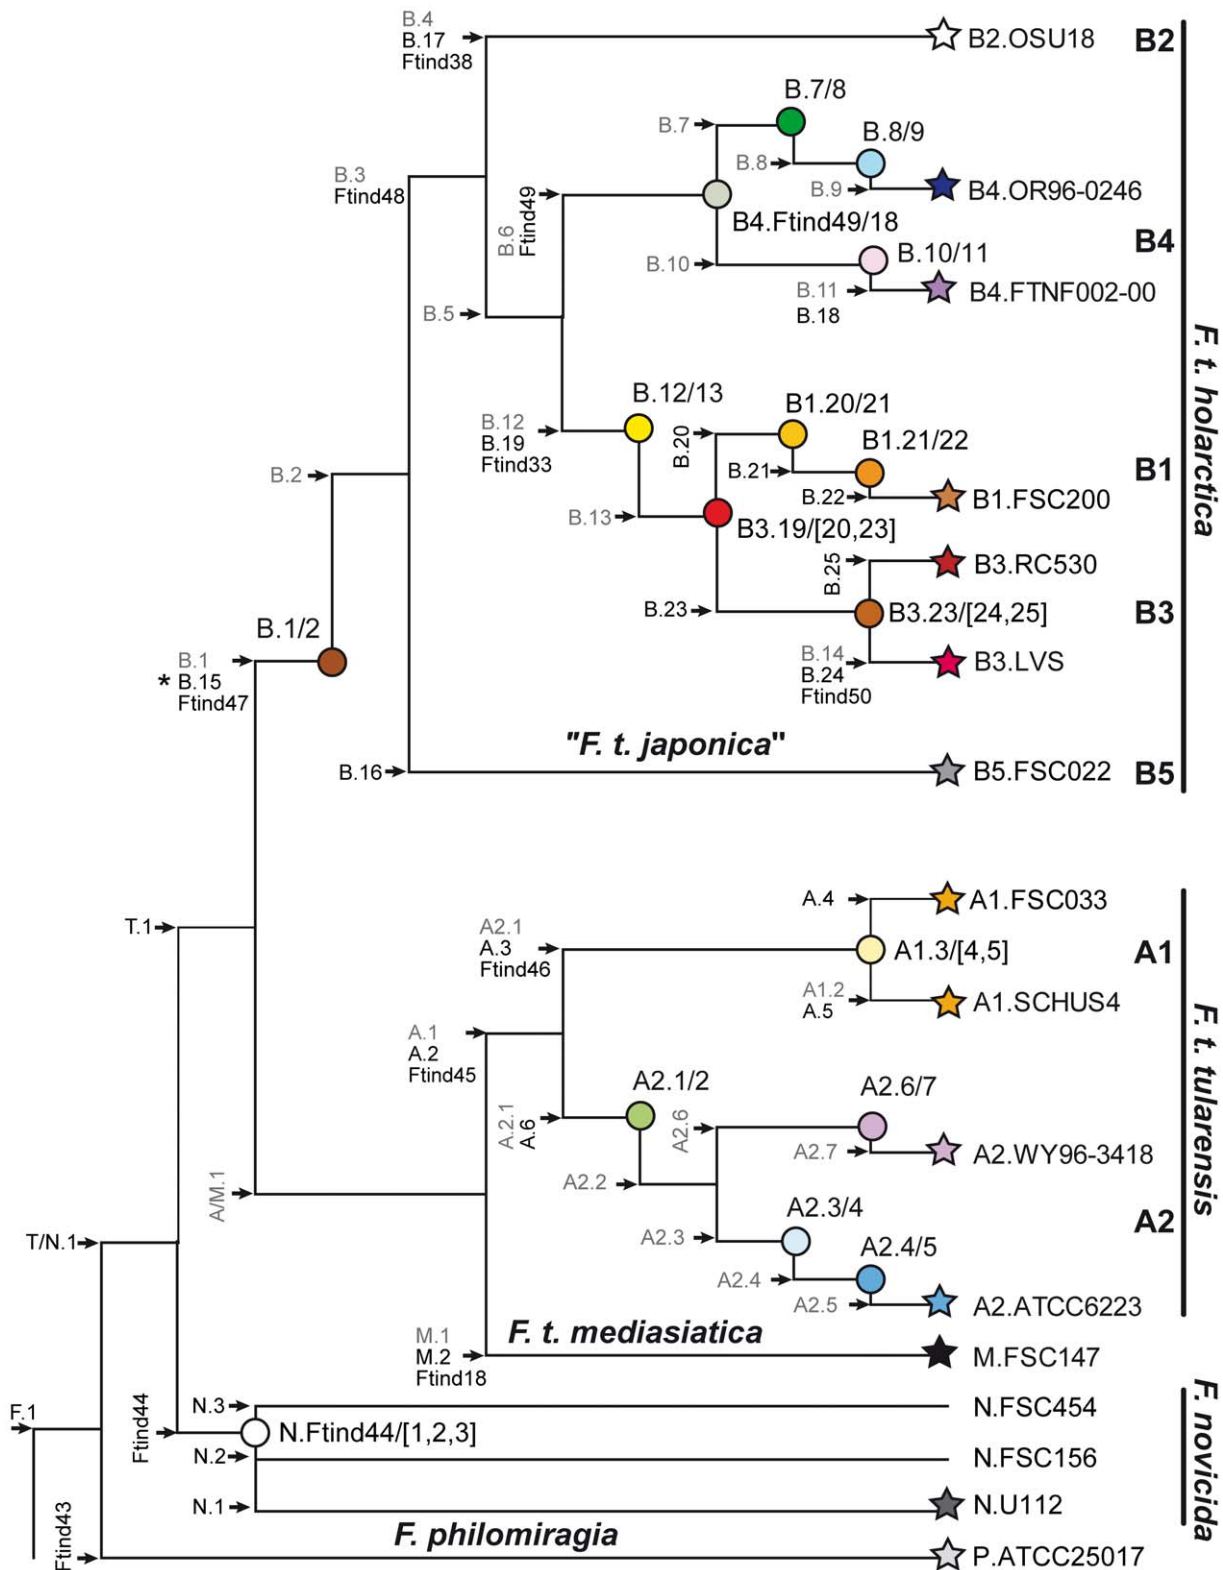 B.4
B.17
Ftind38
B2.OSU18
B2
B.7/8
B.7
B.8/9
B.8
B.3
Ftind48
B.9
B4.OR96-0246
B.6
Ftind49
B4.Ftind49/18
B4
B.10
B.10/11
B.11
B.18
B4.FTNF002-00
B.5
F. t. holarctica
B.12/13
B.12
B.19
Ftind33
B.20
B1.20/21
B1.21/22
B.21
B1
B.2
B.22
B1.FSC200
B.13
B3.19/[20,23]
B.25
B3.RC530
B.23
B3.23/[24,25]
B3
B.1/2
B.1
* B.15
Ftind47
B.14
B.24
Ftind50
B3.LVS
"F. t. japonica"
B.16
B5.FSC022
B5
A.4
A1.FSC033
T.1
A2.1
A.3
Ftind46
A1.3/[4,5]
A1
A1.2
A.5
A1.SCHUS4
A.1
A.2
Ftind45
F. t. tularensis
A2.1/2
A.2.1
A.6
A2.6
A2.6/7
A2.7
A2.WY96-3418
A/M.1
A2.2
A2.3/4
A2
T/N.1
A2.3
A2.4/5
A2.4
A2.5
A2.ATCC6223
F. t. mediasiatica
M.1
M.2
Ftind18
M.FSC147
F.1
Ftind44
N.3
N.FSC454
N.Ftind44/[1,2,3]
N.2
N.FSC156
F. novicida
N.1
N.U112
Ftind43
F. philomiragia
P.ATCC25017